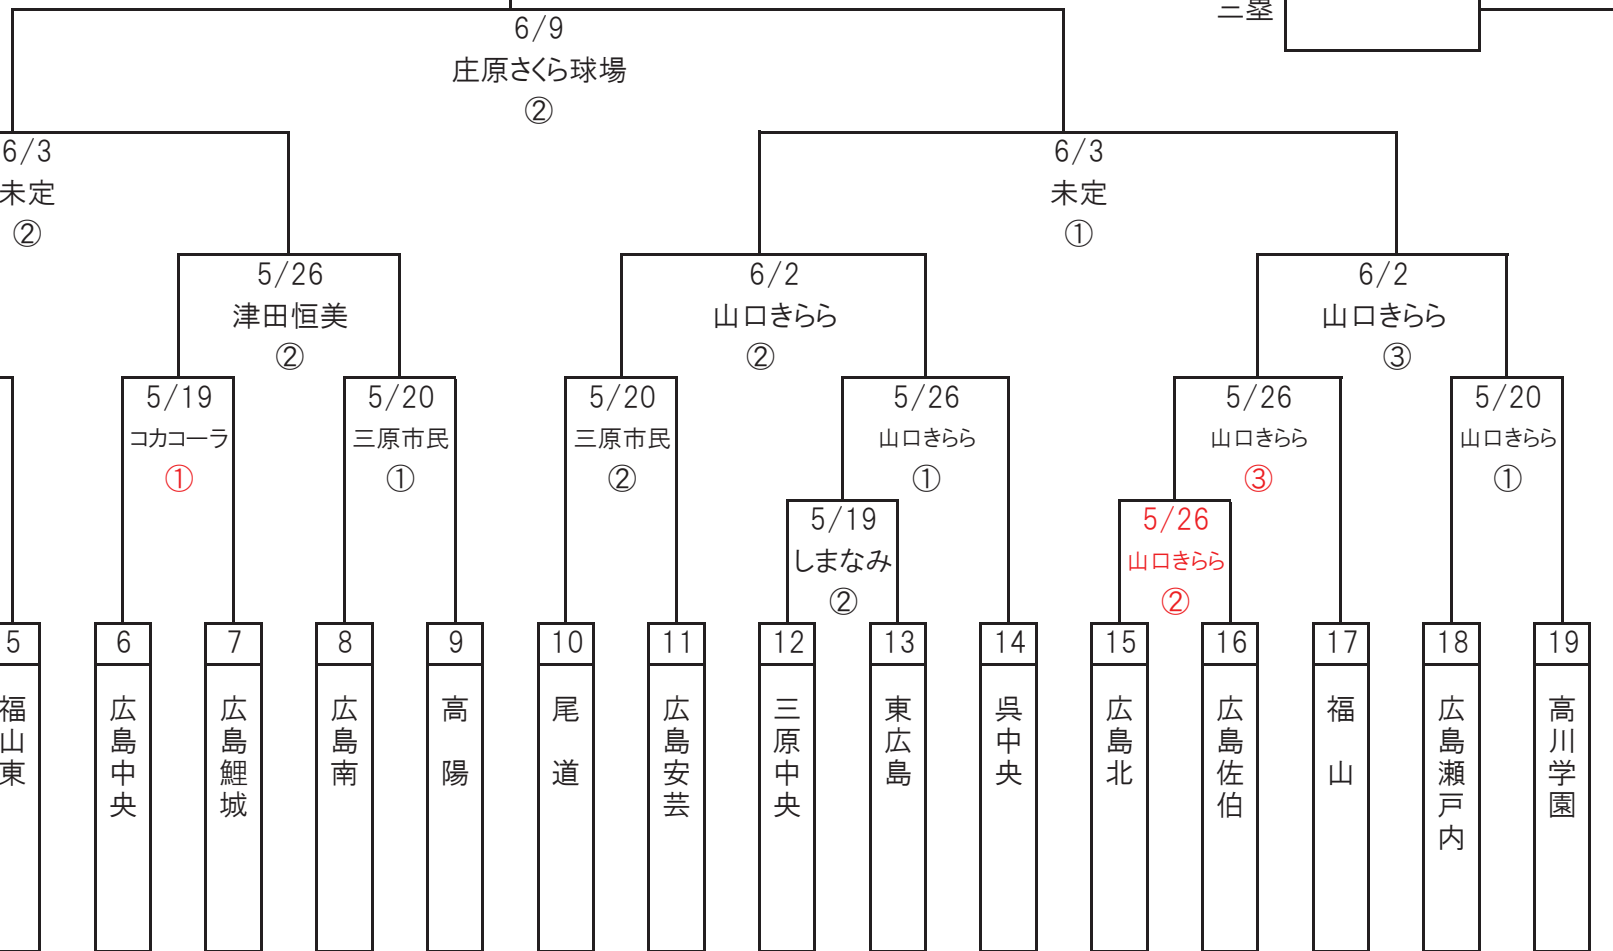 三塁
6/9
庄原さくら球場
②
6/3
未定
②
6/3
未定
①
5/26
津田恒美
②
6/2
山口きらら
②
6/2
山口きらら
③
5/19
コカコーラ
①
5/20
三原市民
①
5/20
三原市民
②
5/26
山口きらら
①
5/26
山口きらら
③
5/20
山口きらら
①
5/19
しまなみ
②
5/26
山口きらら
②
5
福山東
6
広島中央
7
広島鯉城
8
広島南
9
高陽
10
尾道
11
広島安芸
12
三原中央
13
東広島
14
呉中央
15
広島北
16
広島佐伯
17
福山
18
広島瀬戸内
19
高川学園